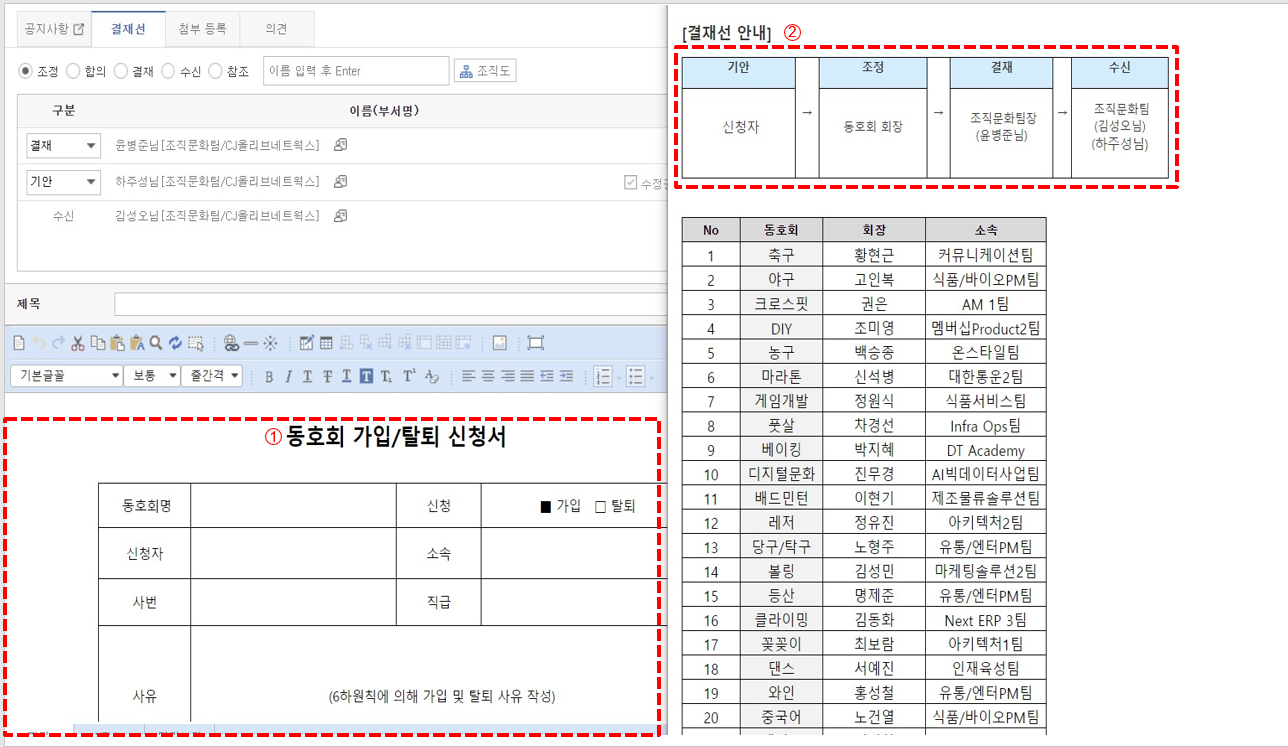 공지사항 결재선 첨부 등록 의견
조정 합의 결재 수신 참조 이름 입력 후 Enter 조직도
구분 이름(부서명)
결재 윤병준님[조직문화팀/CJ올리브네트웍스]
기안 하주성님[조직문화팀/CJ올리브네트웍스] 수정
수신 김성오님[조직문화팀/CJ올리브네트웍스]
제목
기본글꼴 보통 줄간격
① 동호회 가입/탈퇴 신청서
동호회명 신청 ■ 가입 □ 탈퇴
신청자 소속
사번 직급
사유 (6하원칙에 의해 가입 및 탈퇴 사유 작성)
[결재선 안내] ②
기안 조정 결재 수신
신청자 → 동호회 회장 → 조직문화팀장 (윤병준님) → 조직문화팀 (김성오님) (하주성님)
No 동호회 회장 소속
1 축구 황현근 커뮤니케이션팀
2 야구 고인복 식품/바이오PM팀
3 크로스핏 권은 AM 1팀
4 DIY 조미영 멤버십Product2팀
5 농구 백승종 온스타일팀
6 마라톤 신석병 대한통운2팀
7 게임개발 정원식 식품서비스팀
8 풋살 차경선 Infra Ops팀
9 베이킹 박지혜 DT Academy
10 디지털문화 진무경 AI빅데이터사업팀
11 배드민턴 이현기 제조물류솔루션팀
12 레저 정유진 아키텍처2팀
13 당구/탁구 노형주 유통/엔터PM팀
14 볼링 김성민 마케팅솔루션2팀
15 등산 명제준 유통/엔터PM팀
16 클라이밍 김동화 Next ERP 3팀
17 꽃꽂이 최보람 아키텍처1팀
18 댄스 서예진 인재육성팀
19 와인 홍성철 유통/엔터PM팀
20 중국어 노건열 식품/바이오PM팀